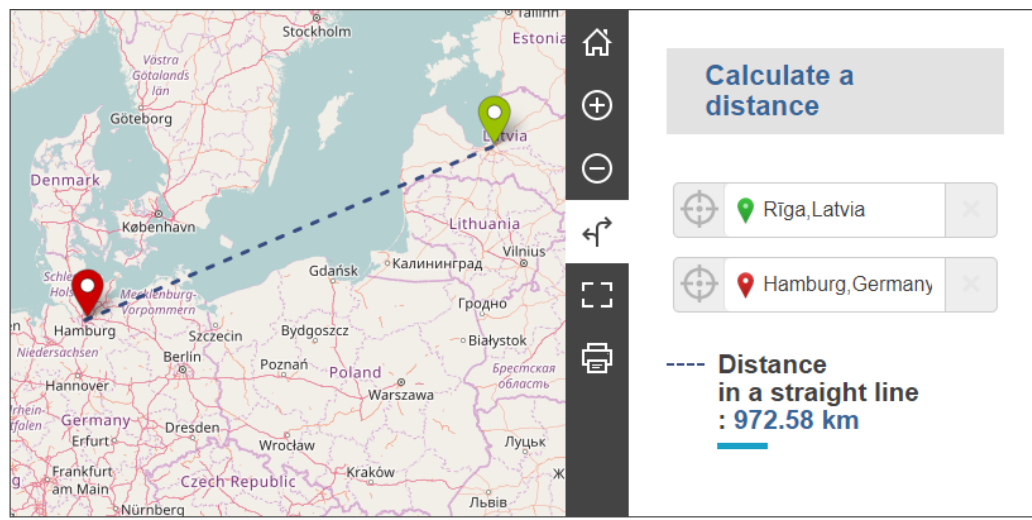 Tallinn
Stockholm
Estonia
Västra
Götalands
län
Göteborg
Latvia
Denmark
København
Lithuania
Vilnius
Калининград
Gdańsk
Mecklenburg-
Vorpommern
Гродно
Hamburg
Szczecin
Bydgoszcz
Białystok
Niedersachsen
Berlin
Poznań
Poland
Брестская
область
Hannover
Warszawa
Germany
Dresden
Erfurt
Wrocław
Луцьк
Frankfurt
am Main
Czech Republic
Kraków
Львів
Nürnberg
Calculate a
distance
Rīga,Latvia
Hamburg,Germany
Distance
in a straight line
: 972.58 km